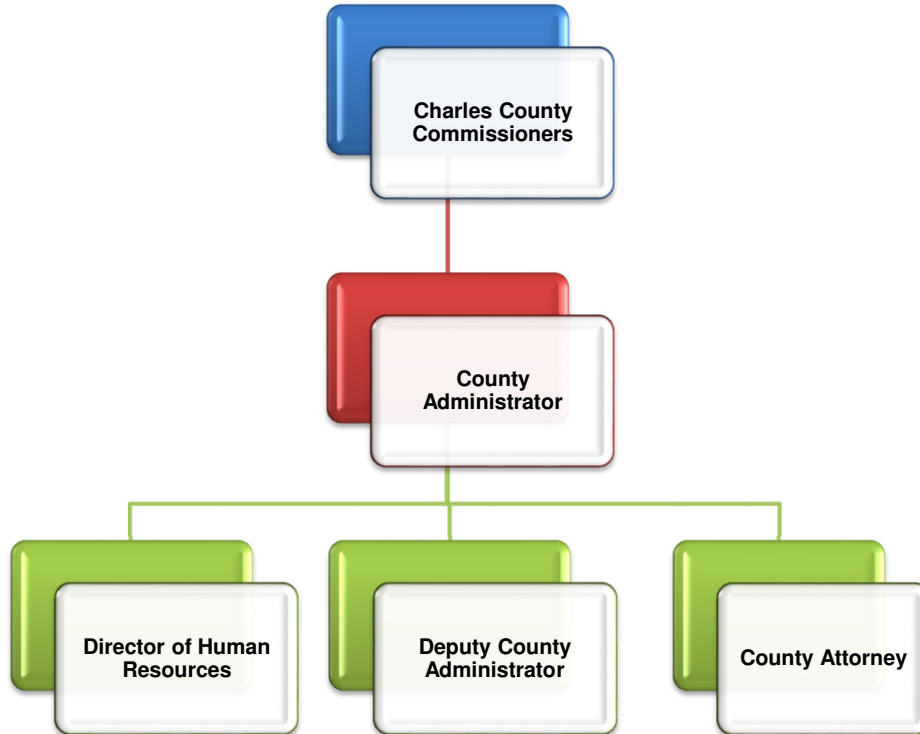 Charles County
Commissioners
County
Administrator
Director of Human
Resources
Deputy County
Administrator
County Attorney